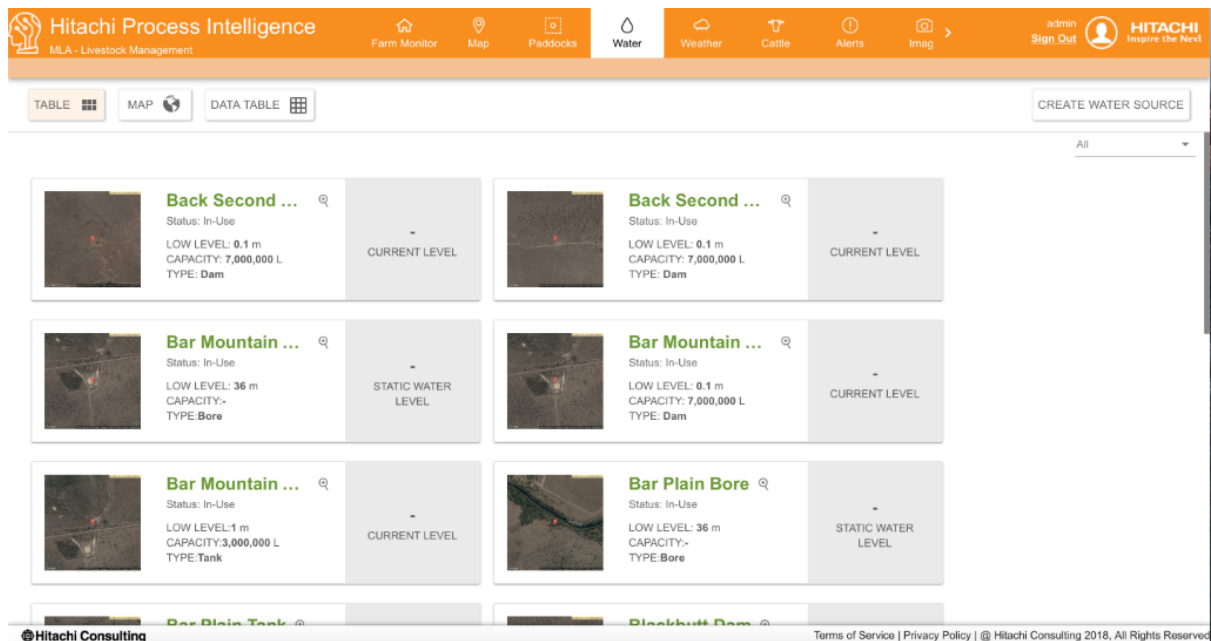 Hitachi Process Intelligence
MLA - Livestock Management
Farm Monitor
Map
Paddocks
Water
Weather
Cattle
Alerts
Imag
admin
Sign Out
HITACHI
Inspire the Next
TABLE
MAP
DATA TABLE
CREATE WATER SOURCE
All
Back Second ...
Status: In-Use
LOW LEVEL: 0.1 m
CAPACITY: 7,000,000 L
TYPE: Dam
-
CURRENT LEVEL
Back Second ...
Status: In-Use
LOW LEVEL: 0.1 m
CAPACITY: 7,000,000 L
TYPE: Dam
-
CURRENT LEVEL
Bar Mountain ...
Status: In-Use
LOW LEVEL: 36 m
CAPACITY:-
TYPE:Bore
-
STATIC WATER
LEVEL
Bar Mountain ...
Status: In-Use
LOW LEVEL: 0.1 m
CAPACITY: 7,000,000 L
TYPE: Dam
-
CURRENT LEVEL
Bar Mountain ...
Status: In-Use
LOW LEVEL:1 m
CAPACITY:3,000,000 L
TYPE:Tank
-
CURRENT LEVEL
Bar Plain Bore
Status: In-Use
LOW LEVEL: 36 m
CAPACITY:-
TYPE:Bore
-
STATIC WATER
LEVEL
Bar Plain Tank
Blackbutt Dam
Hitachi Consulting
Terms of Service | Privacy Policy | @ Hitachi Consulting 2018, All Rights Reserved